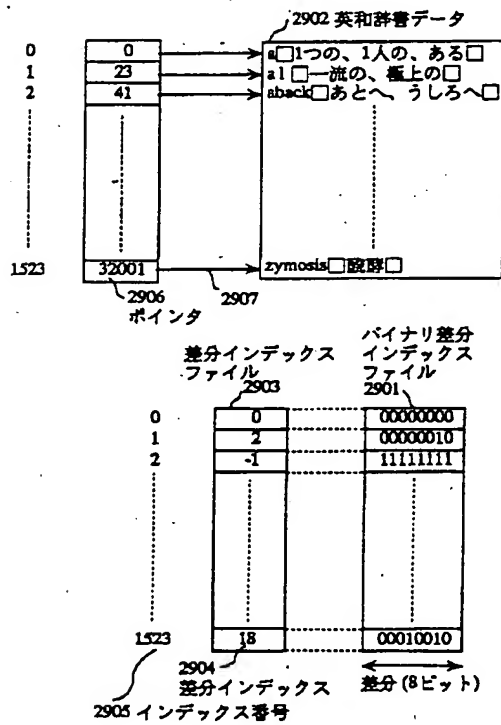 2902 英和辞書データ
0 0 a□1つの、1人の、ある□
1 23 a1□一流の、極上の□
2 41 aback□あとへ、うしろへ□
1523 32001 zymosis□醗酵□
2906 2907
ポインタ
差分インデックス
ファイル
2903
バイナリ差分
インデックス
ファイル
2901
0 0 00000000
1 2 00000010
2 -1 11111111
1523 18 00010010
2904
差分インデックス
差分(8ビット)
2905 インデックス番号